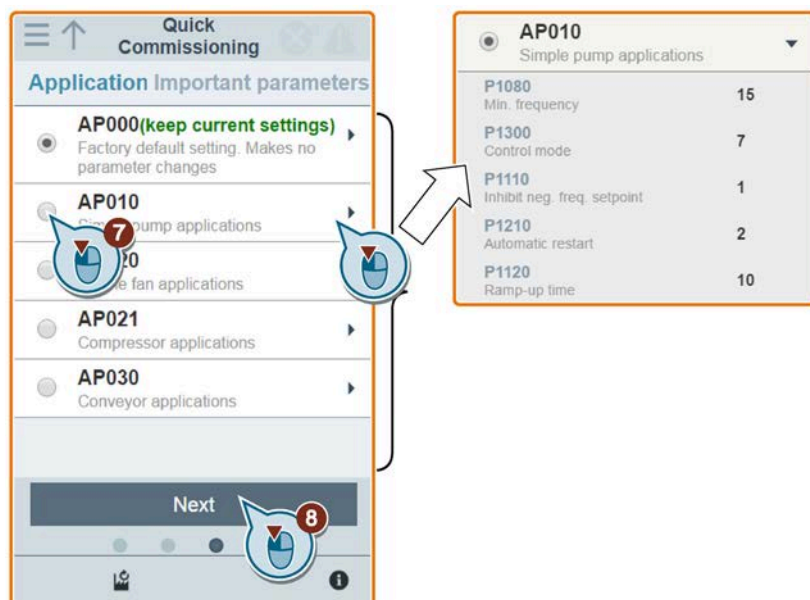 Quick
Commissioning
Application Important parameters
AP000(keep current settings)
Factory default setting. Makes no
parameter changes
AP010
pump applications
7
20
fan applications
AP021
Compressor applications
AP030
Conveyor applications
Next
8
AP010
Simple pump applications
P1080 15
Min. frequency
P1300 7
Control mode
P1110 1
Inhibit neg. freq. setpoint
P1210 2
Automatic restart
P1120 10
Ramp-up time